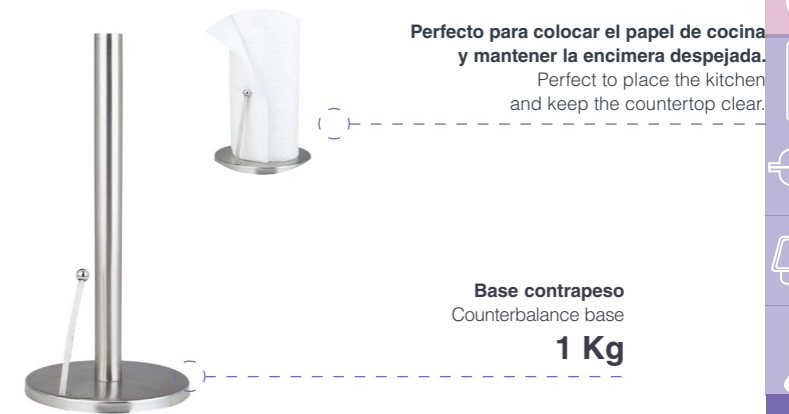 Perfecto para colocar el papel de cocina
y mantener la encimera despejada.
Perfect to place the kitchen
and keep the countertop clear.
Base contrapeso
Counterbalance base
1 Kg